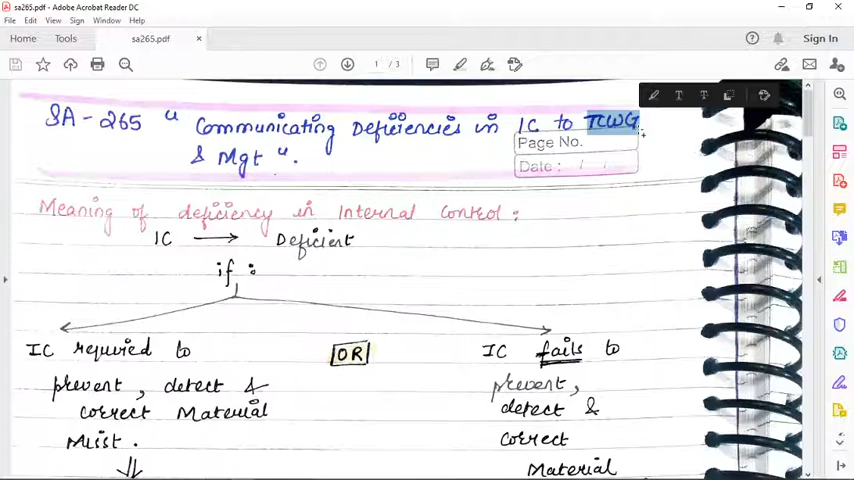 sa265.pdf - Adobe Acrobat Reader DC
File Edit View Sign Window Help
Home Tools sa265.pdf × Sign In
1 / 3
SA-265 " Communicating Deficiencies in IC to TCWG
& Mgt ".
Page No.
Date : / /
Meaning of deficiency in Internal Control :
IC → Deficient
if :
IC required to
prevent, detect &
correct Material
Misst.
OR
IC fails to
prevent,
detect &
correct
Material